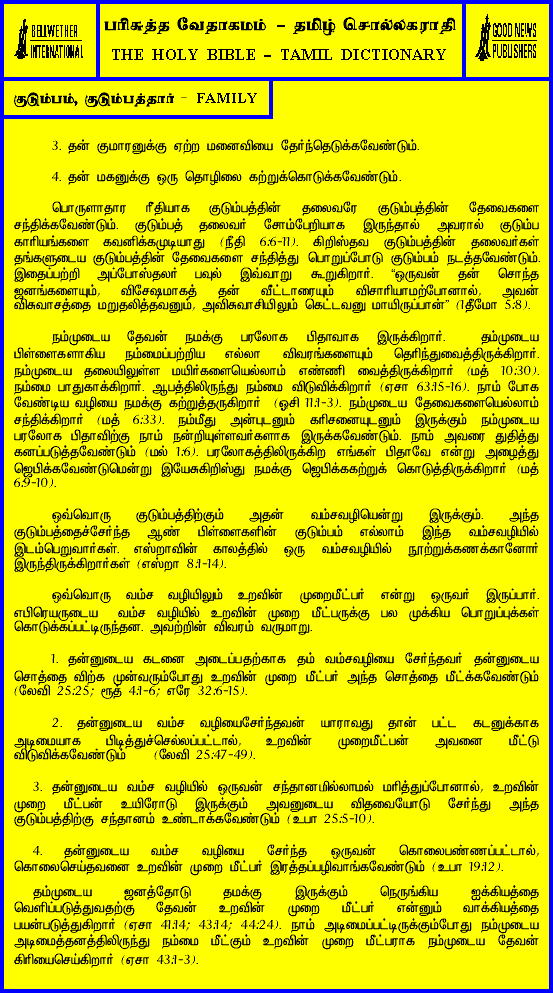 BELLWETHER
INTERNATIONAL
பரிசுத்த வேதாகமம் - தமிழ் சொல்லகராதி
THE HOLY BIBLE - TAMIL DICTIONARY
GOOD NEWS
PUBLISHERS
குடும்பம், குடும்பத்தார் - FAMILY
3. தன் குமாரனுக்கு ஏற்ற மனைவியை தேர்ந்தெடுக்கவேண்டும்.
4. தன் மகனுக்கு ஒரு தொழிலை கற்றுக்கொடுக்கவேண்டும்.
பொருளாதார ரீதியாக குடும்பத்தின் தலைவரே குடும்பத்தின் தேவைகளை
சந்திக்கவேண்டும். குடும்பத் தலைவர் சோம்பேறியாக இருந்தால் அவரால் குடும்ப
காரியங்களை கவனிக்கமுடியாது (நீதி 6:6-11). கிறிஸ்தவ குடும்பத்தின் தலைவர்கள்
தங்களுடைய குடும்பத்தின் தேவைகளை சந்தித்து பொறுப்போடு குடும்பம் நடத்தவேண்டும்.
இதைப்பற்றி அப்போஸ்தலர் பவுல் இவ்வாறு கூறுகிறார். "ஒருவன் தன் சொந்த
ஜனங்களையும், விசேஷமாகத் தன் வீட்டாரையும் விசாரியாமற்போனால், அவன்
விசுவாசத்தை மறுதலித்தவனும், அவிசுவாசியிலும் கெட்டவனு மாயிருப்பான்" (1தீமோ 5:8).
நம்முடைய தேவன் நமக்கு பரலோக பிதாவாக இருக்கிறார். தம்முடைய
பிள்ளைகளாகிய நம்மைப்பற்றிய எல்லா விவரங்களையும் தெரிந்துவைத்திருக்கிறார்.
நம்முடைய தலையிலுள்ள மயிர்களையெல்லாம் எண்ணி வைத்திருக்கிறார் (மத் 10:30).
நம்மை பாதுகாக்கிறார். ஆபத்திலிருந்து நம்மை விடுவிக்கிறார் (ஏசா 63:15-16). நாம் போக
வேண்டிய வழியை நமக்கு கற்றுத்தருகிறார் (ஓசி 11:1-3). நம்முடைய தேவைகளையெல்லாம்
சந்திக்கிறார் (மத் 6:33). நம்மீது அன்புடனும் கரிசனையுடனும் இருக்கும் நம்முடைய
பரலோக பிதாவிற்கு நாம் நன்றியுள்ளவர்களாக இருக்கவேண்டும். நாம் அவரை துதித்து
கனப்படுத்தவேண்டும் (மல் 1:6). பரலோகத்திலிருக்கிற எங்கள் பிதாவே என்று அழைத்து
ஜெபிக்கவேண்டுமென்று இயேசுகிறிஸ்து நமக்கு ஜெபிக்ககற்றுக் கொடுத்திருக்கிறார் (மத்
6:9-10).
ஒவ்வொரு குடும்பத்திற்கும் அதன் வம்சவழியென்று இருக்கும். அந்த
குடும்பத்தைச்சேர்ந்த ஆண் பிள்ளைகளின் குடும்பம் எல்லாம் இந்த வம்சவழியில்
இடம்பெறுவார்கள். எஸ்றாவின் காலத்தில் ஒரு வம்சவழியில் நூற்றுக்கணக்கானோர்
இருந்திருக்கிறார்கள் (எஸ்றா 8:1-14).
ஒவ்வொரு வம்ச வழியிலும் உறவின் முறைமீட்பர் என்று ஒருவர் இருப்பார்.
எபிரெயருடைய வம்ச வழியில் உறவின் முறை மீட்பருக்கு பல முக்கிய பொறுப்புக்கள்
கொடுக்கப்பட்டிருந்தன. அவற்றின் விவரம் வருமாறு.
1. தன்னுடைய கடனை அடைப்பதற்காக தம் வம்சவழியை சேர்ந்தவர் தன்னுடைய
சொத்தை விற்க முன்வரும்போது உறவின் முறை மீட்பர் அந்த சொத்தை மீட்க்கவேண்டும்
(லேவி 25:25; ரூத் 4:1-6; எரே 32:6-15).
2. தன்னுடைய வம்ச வழியைசேர்ந்தவன் யாராவது தான் பட்ட கடனுக்காக
அடிமையாக பிடித்துச்செல்லப்பட்டால், உறவின் முறைமீட்பன் அவனை மீட்டு
விடுவிக்கவேண்டும் (லேவி 25:47-49).
3. தன்னுடைய வம்ச வழியில் ஒருவன் சந்தானமில்லாமல் மரித்துப்போனால், உறவின்
முறை மீட்பன் உயிரோடு இருக்கும் அவனுடைய விதவையோடு சேர்ந்து அந்த
குடும்பத்திற்கு சந்தானம் உண்டாக்கவேண்டும் (உபா 25:5-10).
4. தன்னுடைய வம்ச வழியை சேர்ந்த ஒருவன் கொலைபண்ணப்பட்டால்,
கொலைசெய்தவனை உறவின் முறை மீட்பர் இரத்தப்பழிவாங்கவேண்டும் (உபா 19:12).
தம்முடைய ஜனத்தோடு தமக்கு இருக்கும் நெருங்கிய ஐக்கியத்தை
வெளிப்படுத்துவதற்கு தேவன் உறவின் முறை மீட்பர் என்னும் வாக்கியத்தை
பயன்படுத்துகிறார் (ஏசா 41:14; 43:14; 44:24). நாம் அடிமைப்பட்டிருக்கும்போது நம்முடைய
அடிமைத்தனத்திலிருந்து நம்மை மீட்கும் உறவின் முறை மீட்பராக நம்முடைய தேவன்
கிரியைசெய்கிறார் (ஏசா 43:1-3).